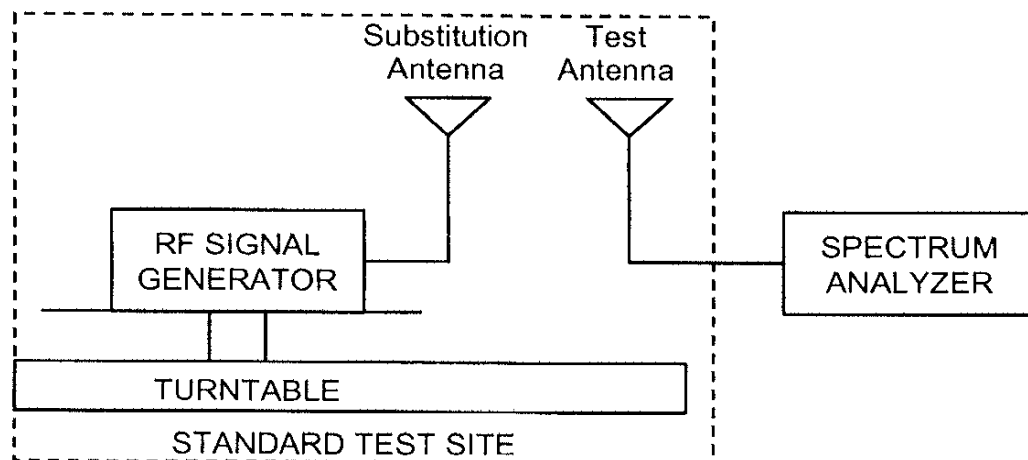 Substitution
Antenna
Test
Antenna
RF SIGNAL
GENERATOR
SPECTRUM
ANALYZER
TURNTABLE
STANDARD TEST SITE